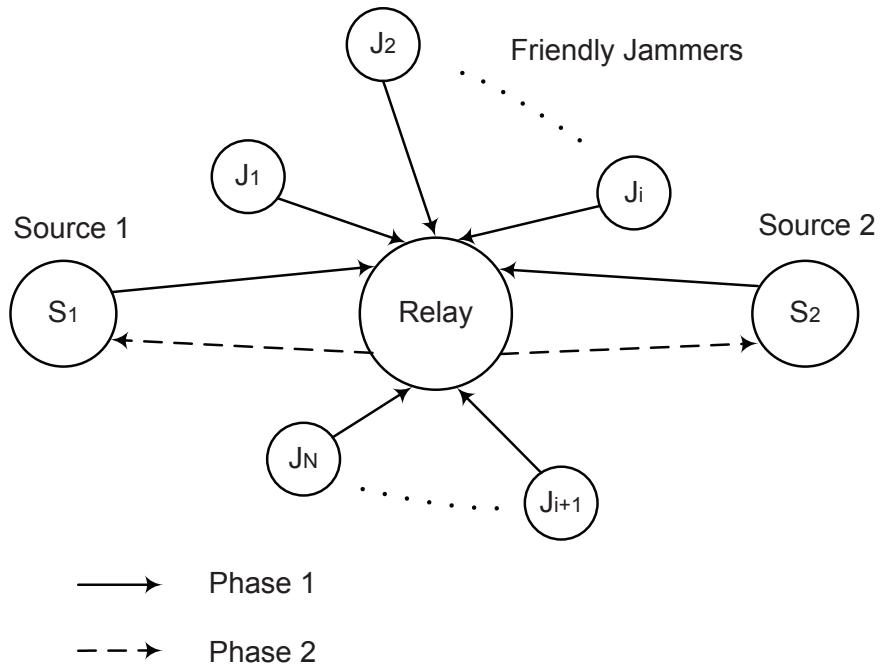 J2
Friendly Jammers
J1
Ji
Source 1
Source 2
S1
Relay
S2
JN
Ji+1
Phase 1
Phase 2